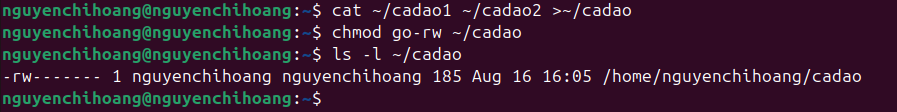 nguyenchihoang@nguyenchihoang:~$ cat ~/cadao1 ~/cadao2 >~/cadao
nguyenchihoang@nguyenchihoang:~$ chmod go-rw ~/cadao
nguyenchihoang@nguyenchihoang:~$ ls -l ~/cadao
-rw------- 1 nguyenchihoang nguyenchihoang 185 Aug 16 16:05 /home/nguyenchihoang/cadao
nguyenchihoang@nguyenchihoang:~$